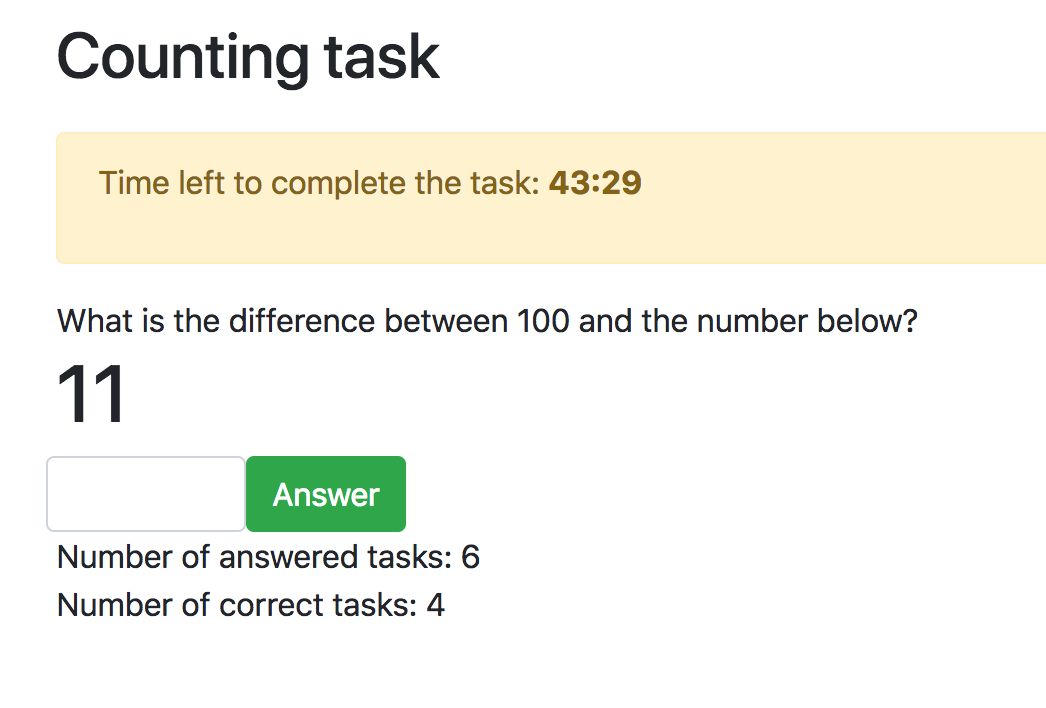 Counting task
Time left to complete the task: 43:29
What is the difference between 100 and the number below?
11
Answer
Number of answered tasks: 6
Number of correct tasks: 4